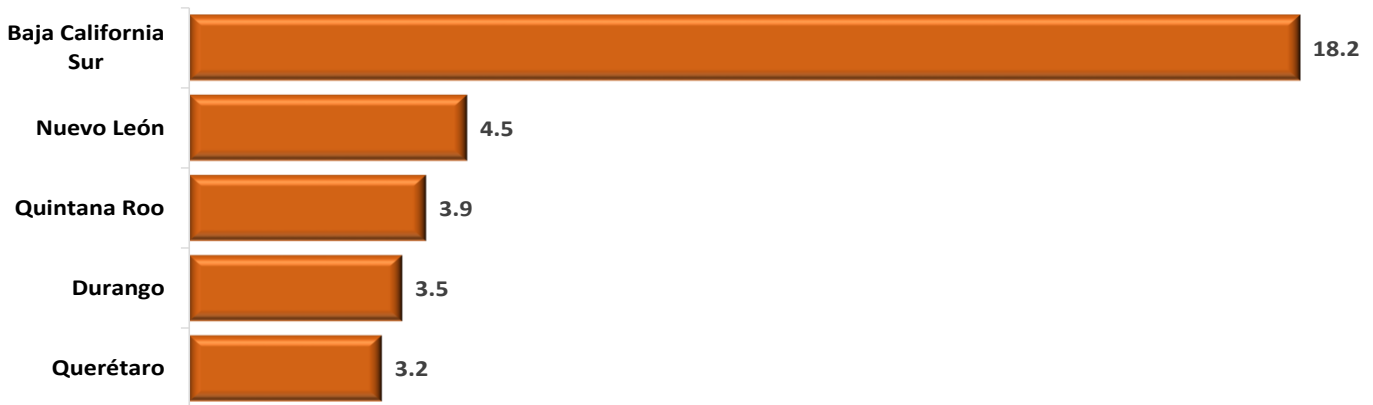 Baja California
Sur
18.2
Nuevo León
4.5
Quintana Roo
3.9
Durango
3.5
Querétaro
3.2